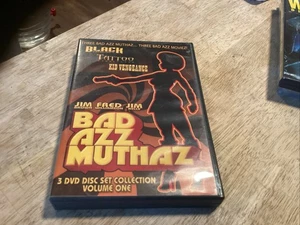 THREE BAD AZZ MUTHAZ... THREE BAD AZZ MOVIEZ!
BLACK
TATTOO
KID VENGEANCE
JIM FRED JIM
BAD
AZZ
MUTHAZ
3 DVD DISC SET COLLECTION
VOLUME ONE
W